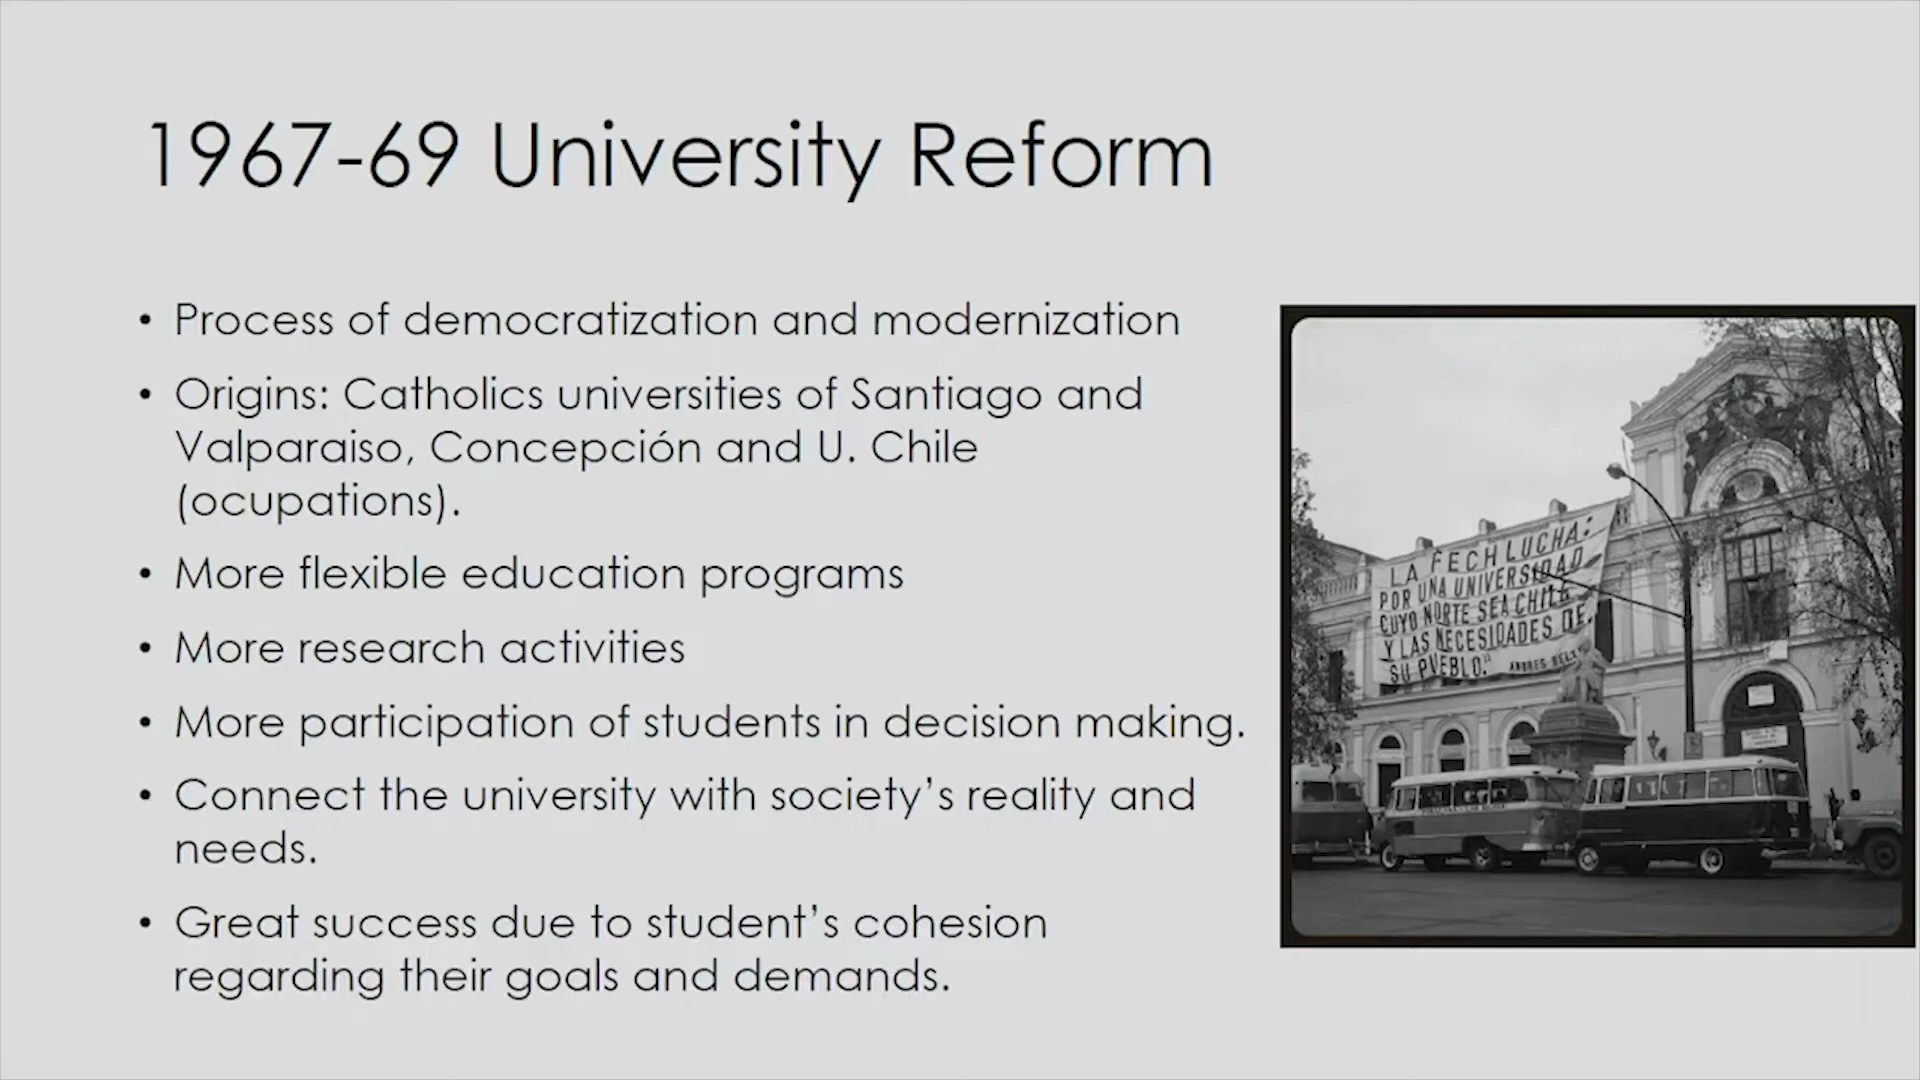 1967-69 University Reform
• Process of democratization and modernization
• Origins: Catholics universities of Santiago and
Valparaiso, Concepción and U. Chile
(ocupations).
• More flexible education programs
• More research activities
• More participation of students in decision making.
• Connect the university with society’s reality and
needs.
• Great success due to student’s cohesion
regarding their goals and demands.
LA FECH LUCHA:
POR UNA UNIVERSIDAD
CUYO NORTE SEA CHILE
Y LAS NECESIDADES DE
SU PUEBLO."
ANDRES